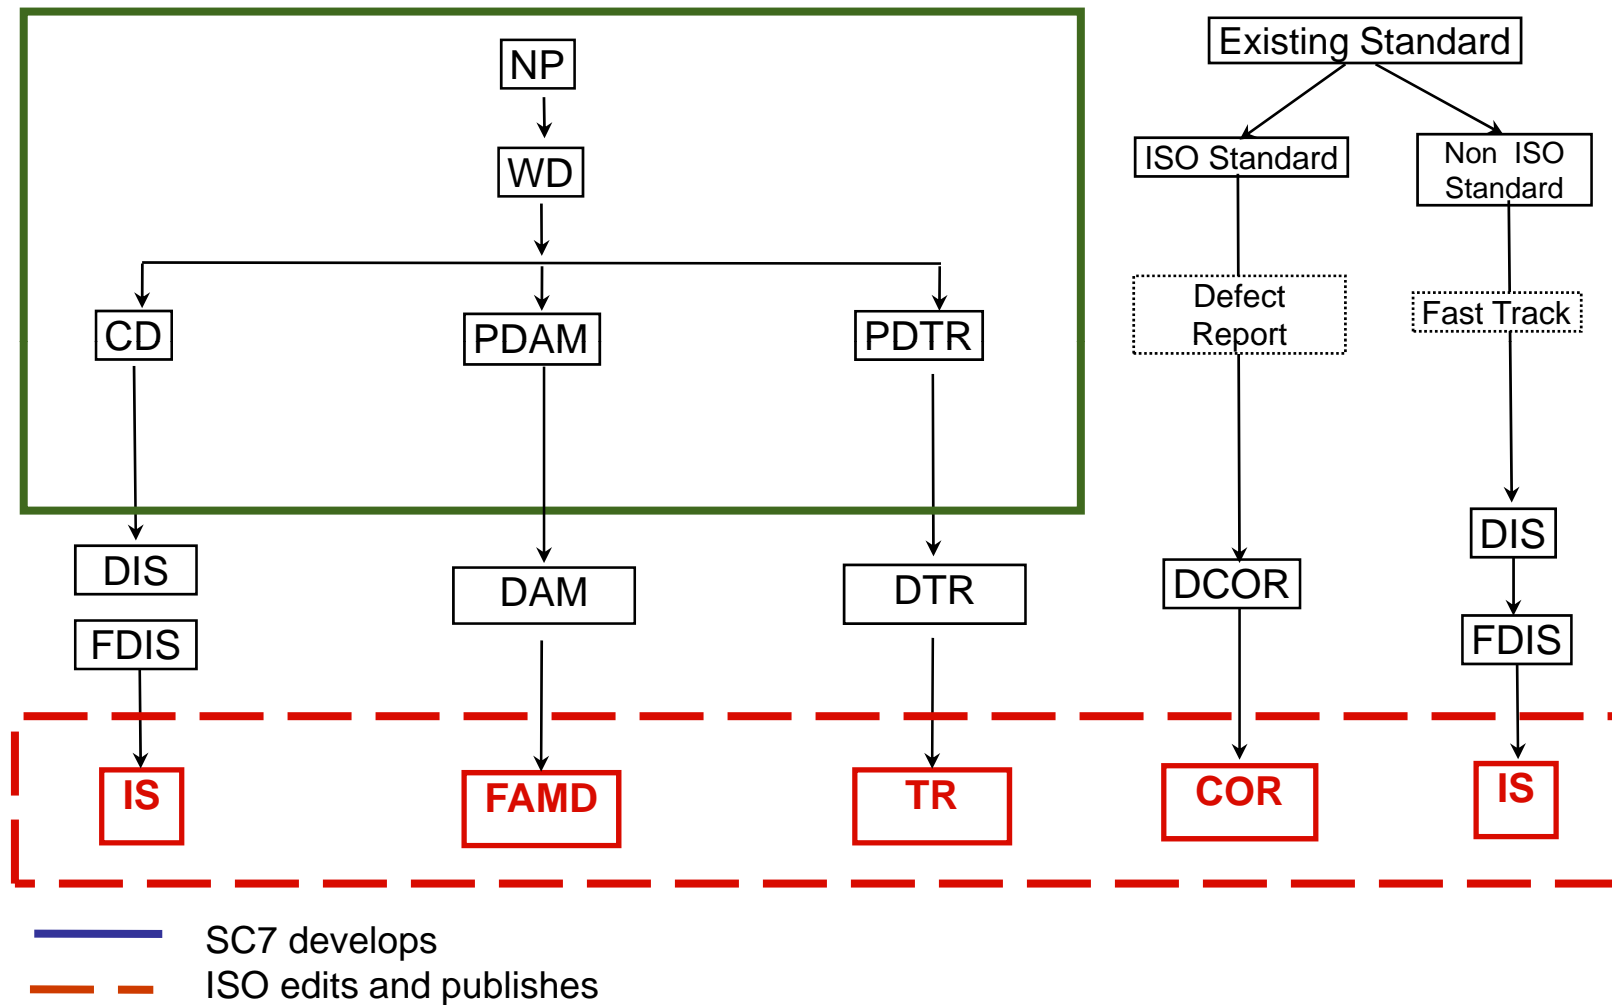 NP
WD
CD
PDAM
PDTR
DIS
DAM
DTR
FDIS
Existing Standard
ISO Standard
Non ISO
Standard
Defect
Report
Fast Track
DCOR
DIS
FDIS
IS
FAMD
TR
COR
IS
SC7 develops
ISO edits and publishes